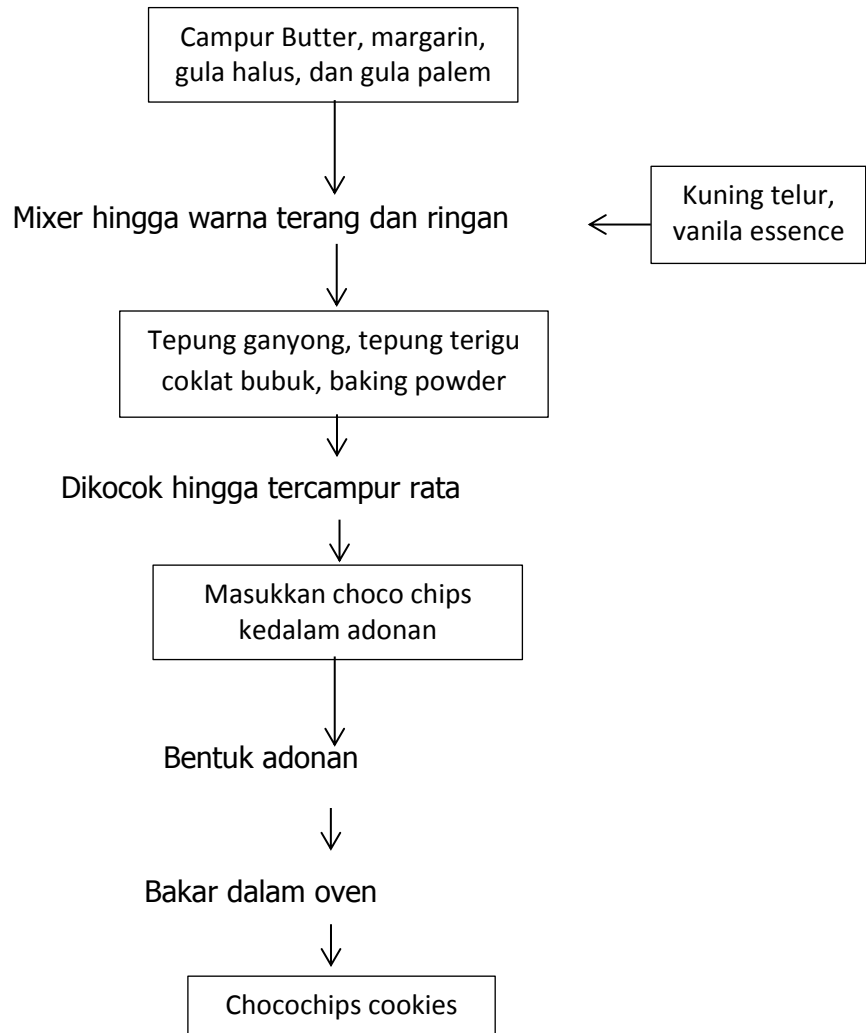 Campur Butter, margarin,
gula halus, dan gula palem
Mixer hingga warna terang dan ringan
Kuning telur,
vanila essence
Tepung ganyong, tepung terigu
coklat bubuk, baking powder
Dikocok hingga tercampur rata
Masukkan choco chips
kedalam adonan
Bentuk adonan
Bakar dalam oven
Chocochips cookies